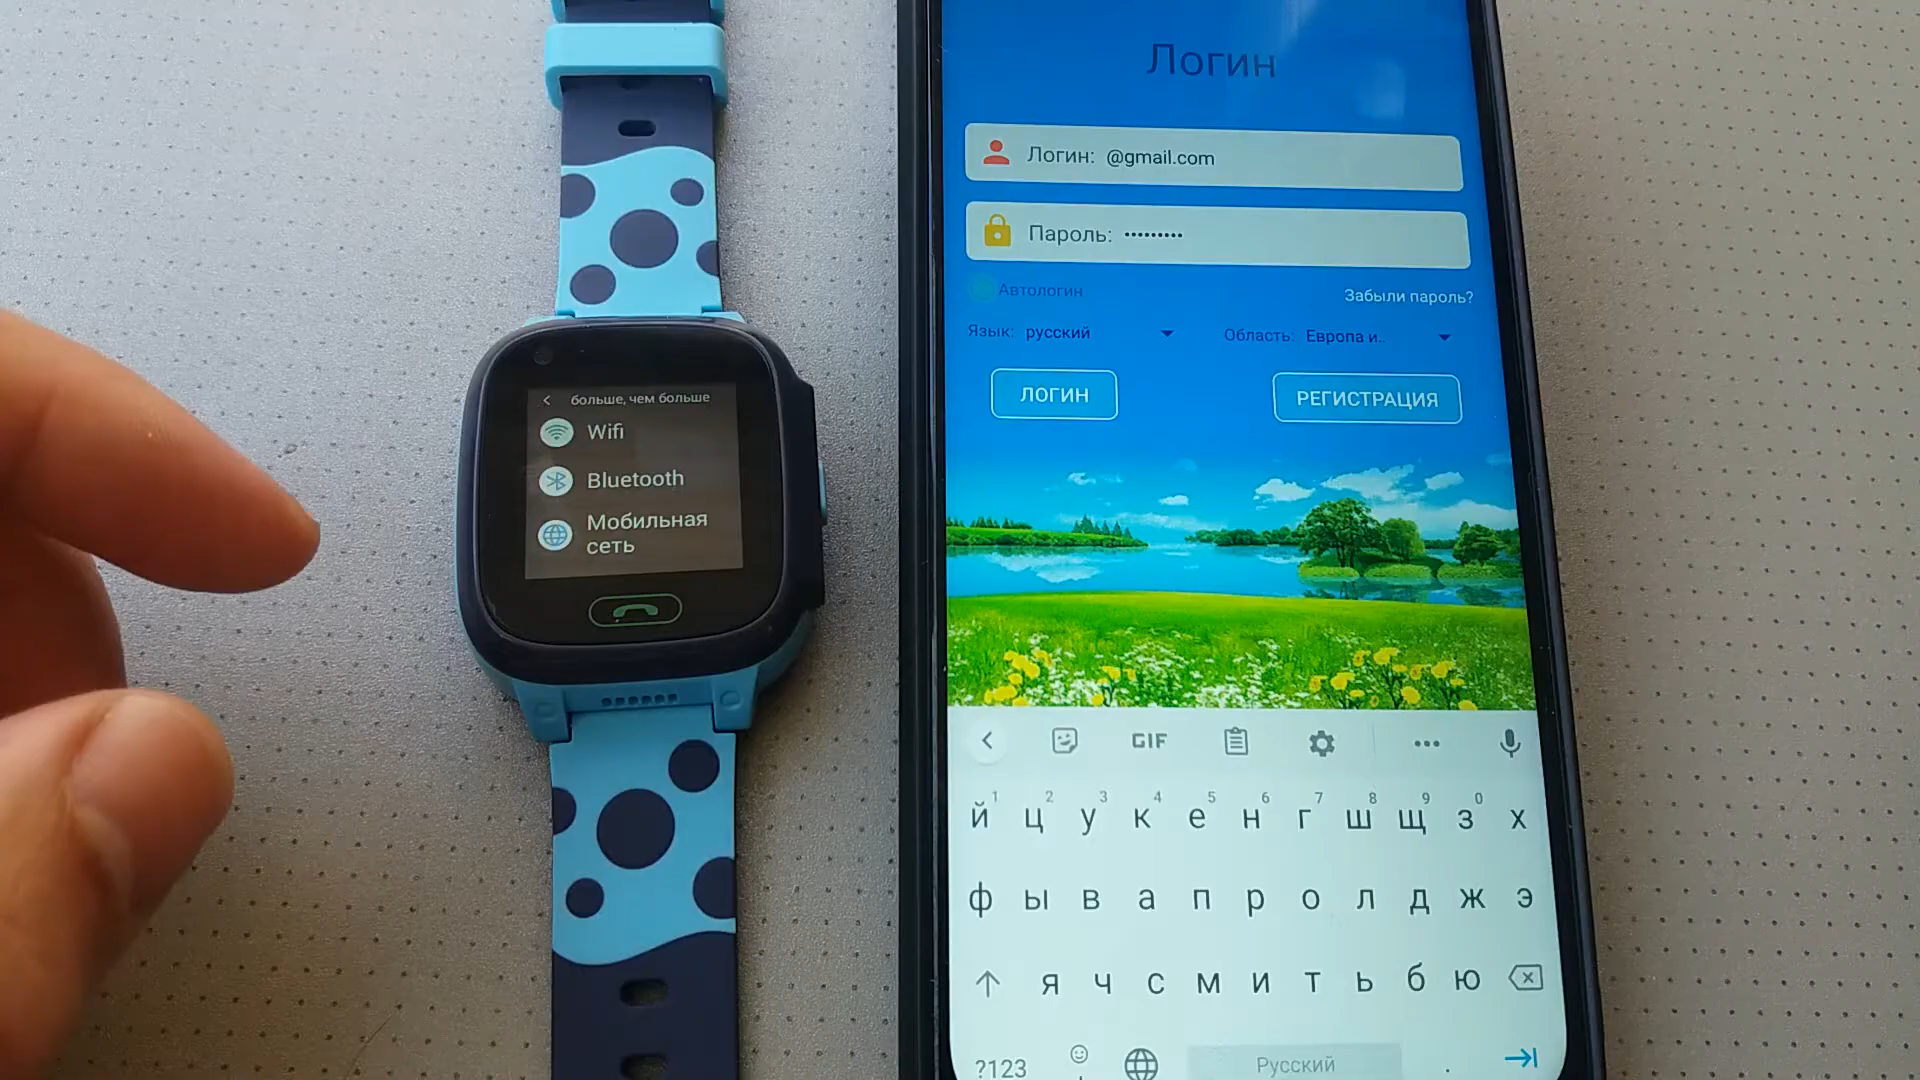 больше, чем больше
Wifi
Bluetooth
Мобильная
сеть
Логин
Логин: @gmail.com
Пароль: •••••••••
Автологин
Забыли пароль?
Язык: русский
Область: Европа и..
ЛОГИН
РЕГИСТРАЦИЯ
GIF
1 2 3 4 5 6 7 8 9 0
й ц у к е н г ш щ з х
ф ы в а п р о л д ж э
я ч с м и т ь б ю
?123
Русский
.